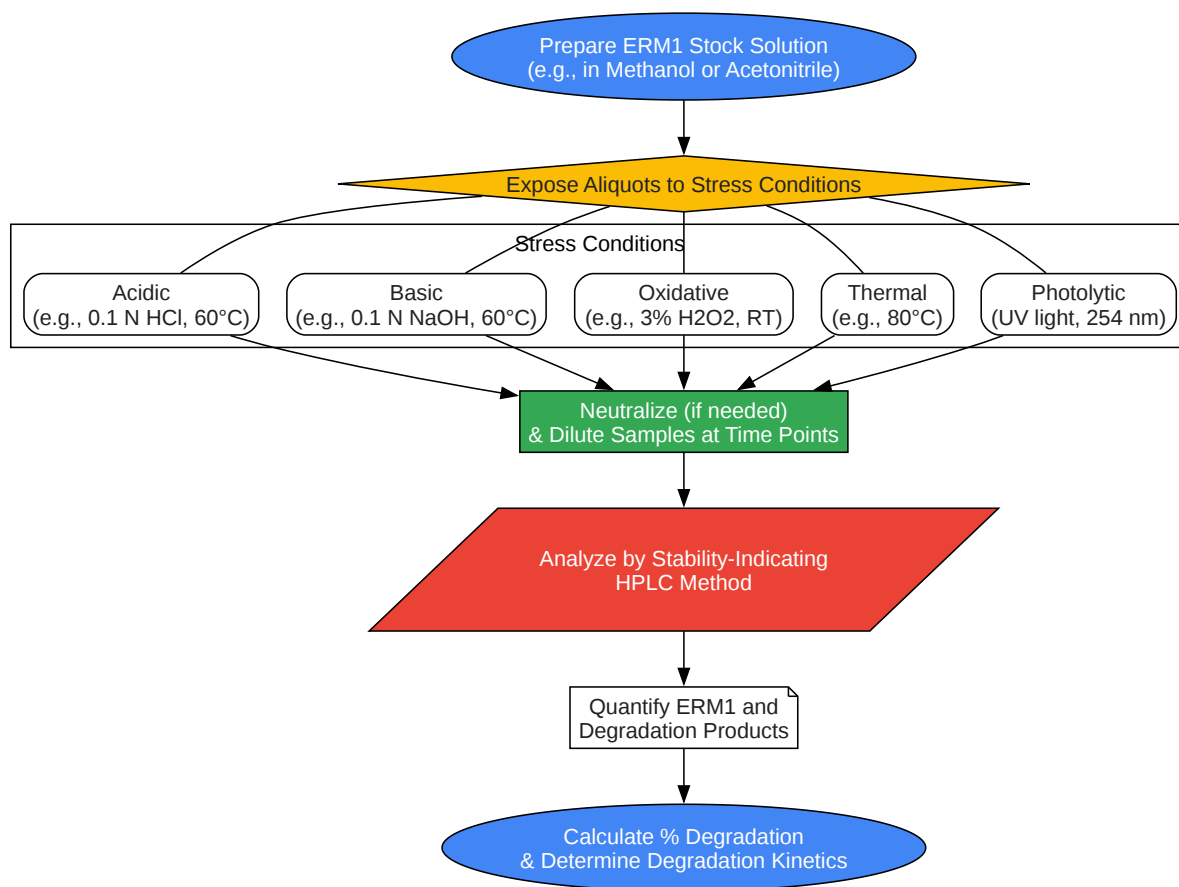 Prepare ERM1 Stock Solution
(e.g., in Methanol or Acetonitrile)
Expose Aliquots to Stress Conditions
Stress Conditions
Acidic
(e.g., 0.1 N HCl, 60°C)
Basic
(e.g., 0.1 N NaOH, 60°C)
Oxidative
(e.g., 3% H2O2, RT)
Thermal
(e.g., 80°C)
Photolytic
(UV light, 254 nm)
Neutralize (if needed)
& Dilute Samples at Time Points
Analyze by Stability-Indicating
HPLC Method
Quantify ERM1 and
Degradation Products
Calculate % Degradation
& Determine Degradation Kinetics